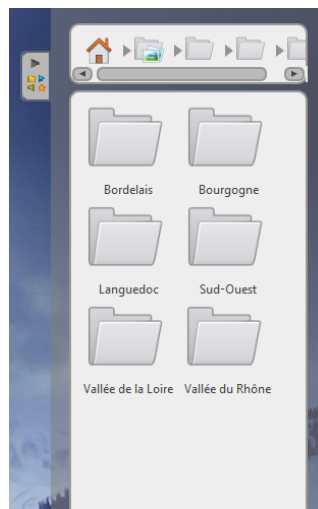 Bordelais
Bourgogne
Languedoc
Sud-Ouest
Vallée de la Loire
Vallée du Rhône